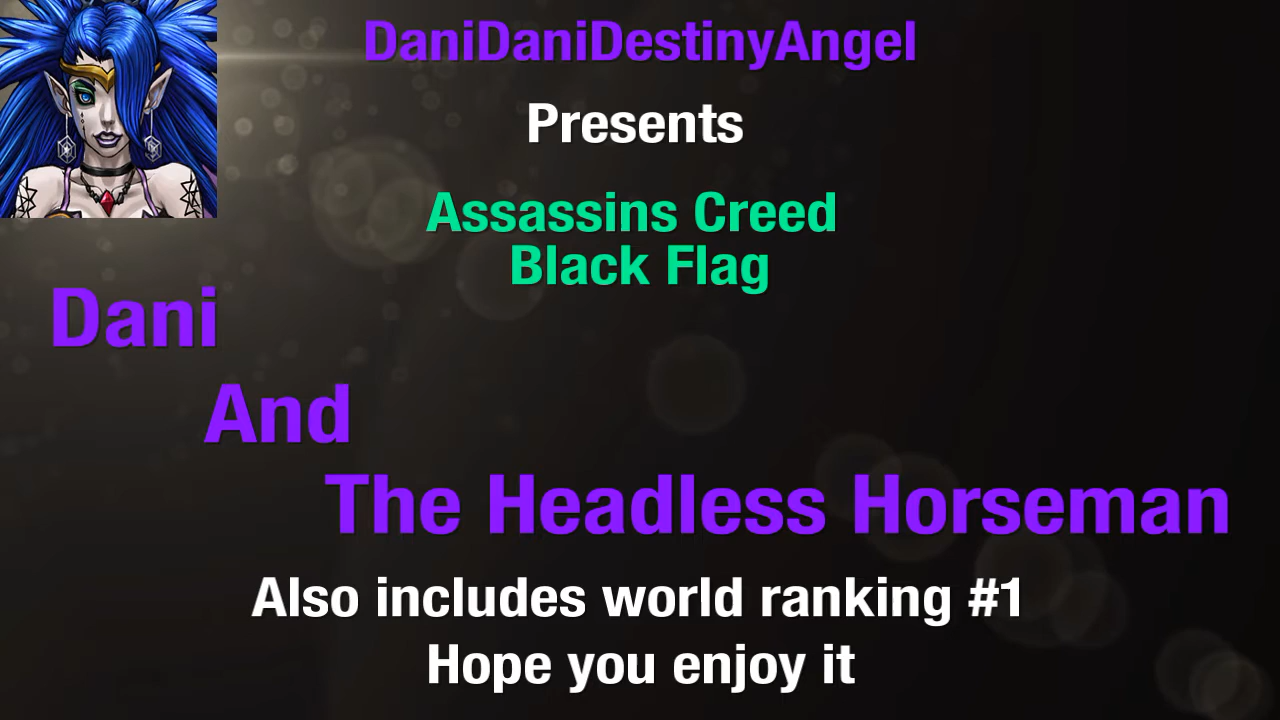 DaniDaniDestinyAngel
Presents
Assassins Creed
Black Flag
Dani
And
The Headless Horseman
Also includes world ranking #1
Hope you enjoy it